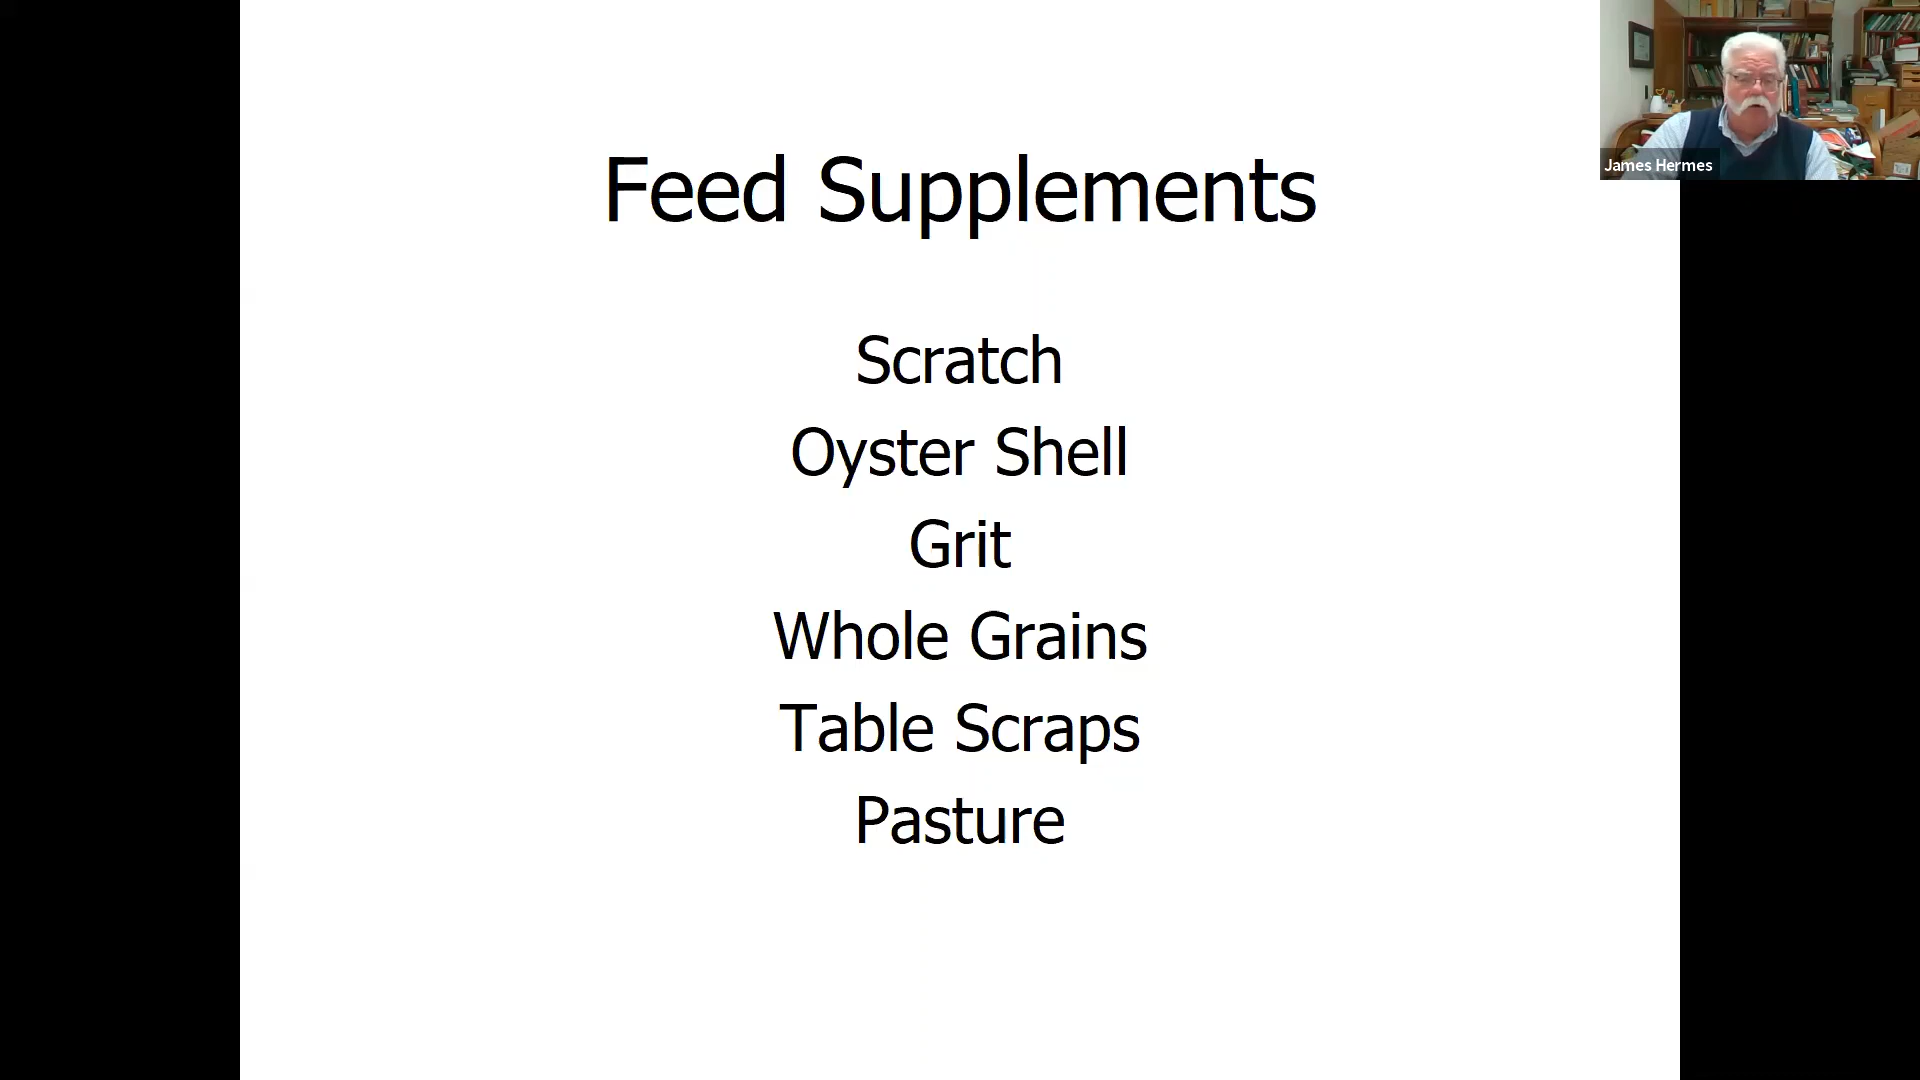 Feed Supplements
Scratch
Oyster Shell
Grit
Whole Grains
Table Scraps
Pasture
James Hermes